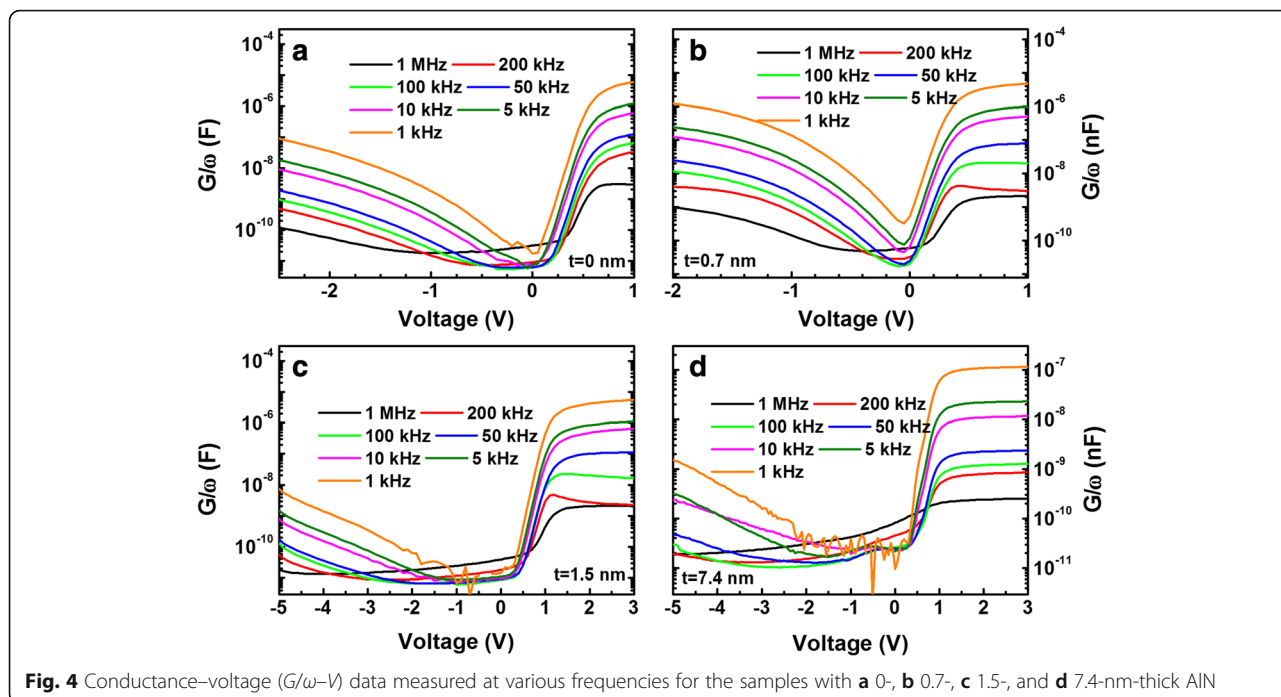 a
b
1 MHz 200 kHz
100 kHz 50 kHz
10 kHz 5 kHz
1 kHz
t=0 nm
G/ω (F)
10⁻⁴
10⁻⁶
10⁻⁸
10⁻¹⁰
-2 -1 0 1
Voltage (V)
1 MHz 200 kHz
100 kHz 50 kHz
10 kHz 5 kHz
1 kHz
t=0.7 nm
G/ω (nF)
10⁻⁴
10⁻⁶
10⁻⁸
10⁻¹⁰
-2 -1 0 1
Voltage (V)
c
d
1 MHz 200 kHz
100 kHz 50 kHz
10 kHz 5 kHz
1 kHz
t=1.5 nm
G/ω (F)
10⁻⁴
10⁻⁶
10⁻⁸
10⁻¹⁰
-5 -4 -3 -2 -1 0 1 2 3
Voltage (V)
1 MHz 200 kHz
100 kHz 50 kHz
10 kHz 5 kHz
1 kHz
t=7.4 nm
G/ω (nF)
10⁻⁷
10⁻⁸
10⁻⁹
10⁻¹⁰
10⁻¹¹
-5 -4 -3 -2 -1 0 1 2 3
Voltage (V)
Fig. 4 Conductance–voltage (G/ω–V) data measured at various frequencies for the samples with a 0-, b 0.7-, c 1.5-, and d 7.4-nm-thick AlN